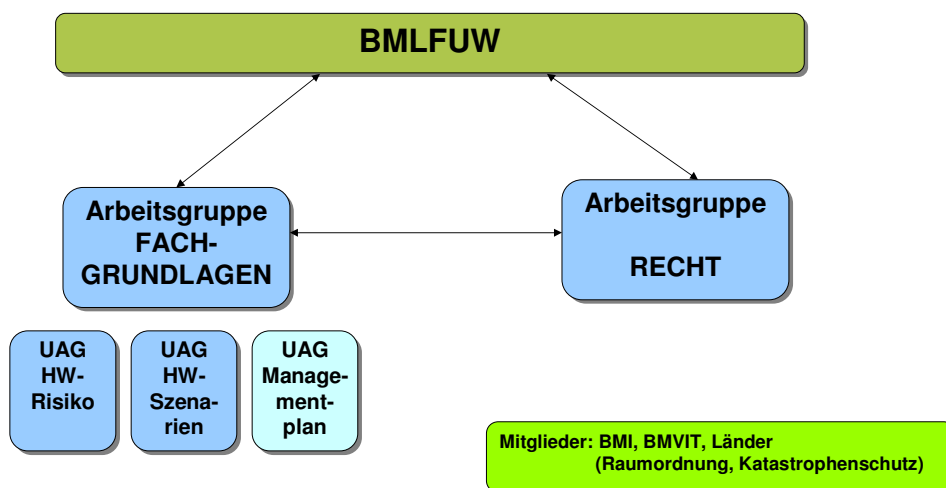 BMLFUW
Arbeitsgruppe
FACH-
GRUNDLAGEN
Arbeitsgruppe
RECHT
UAG
HW-
Risiko
UAG
HW-
Szena-
rien
UAG
Manage-
ment-
plan
Mitglieder: BMI, BMVIT, Länder
(Raumordnung, Katastrophenschutz)